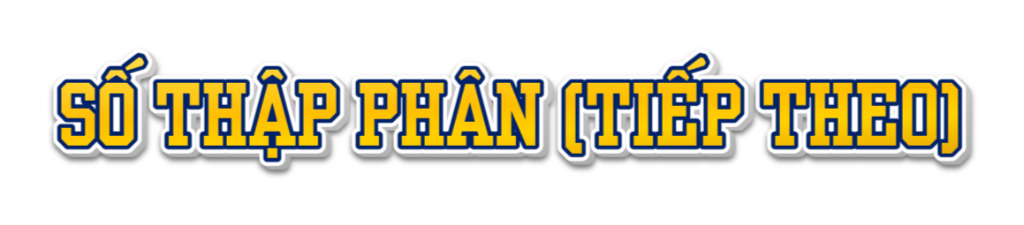 SỐ THẬP PHÂN (TIẾP THEO)